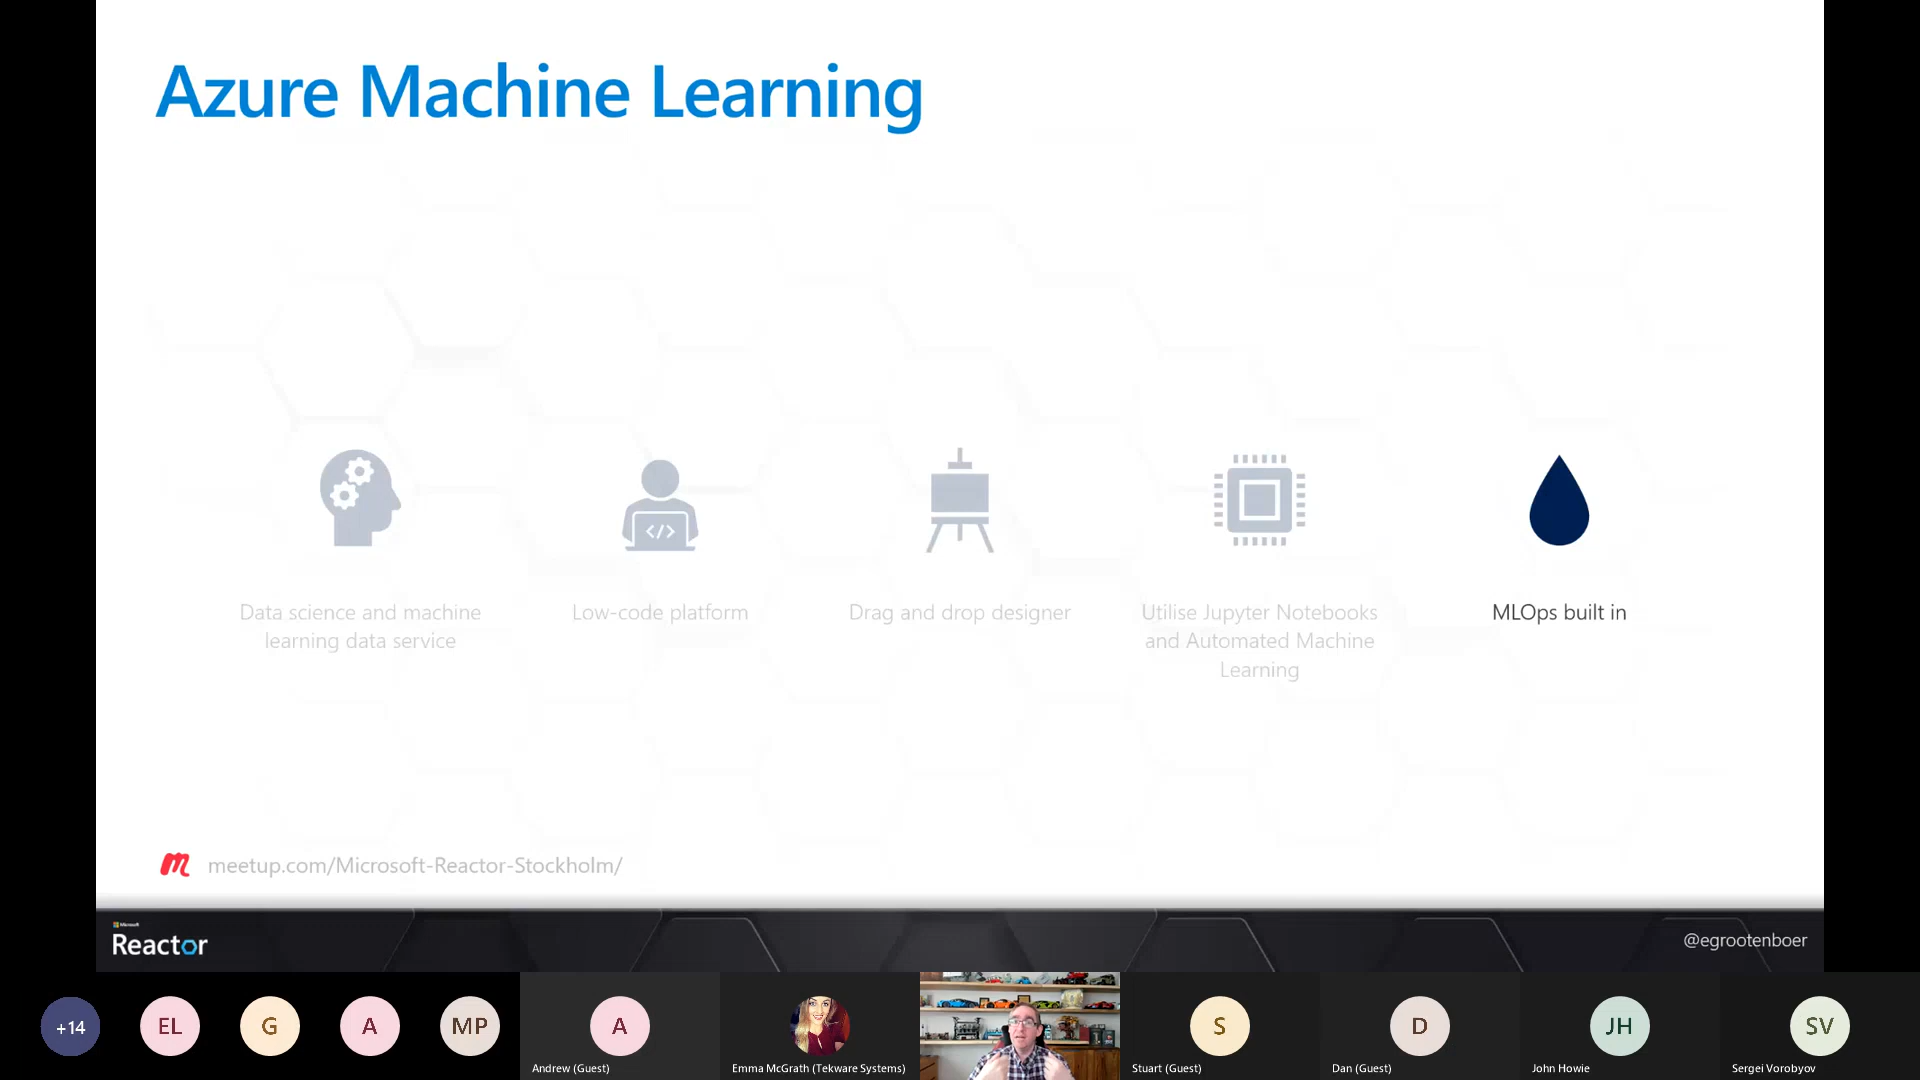 Azure Machine Learning
</>
Data science and machine
learning data service
Low-code platform
Drag and drop designer
Utilise Jupyter Notebooks
and Automated Machine
Learning
MLOps built in
meetup.com/Microsoft-Reactor-Stockholm/
Microsoft
Reactor
@egrootenboer
+14
EL
G
A
MP
A
Andrew (Guest)
Emma McGrath (Tekware Systems)
S
Stuart (Guest)
D
Dan (Guest)
JH
John Howie
SV
Sergei Vorobyov